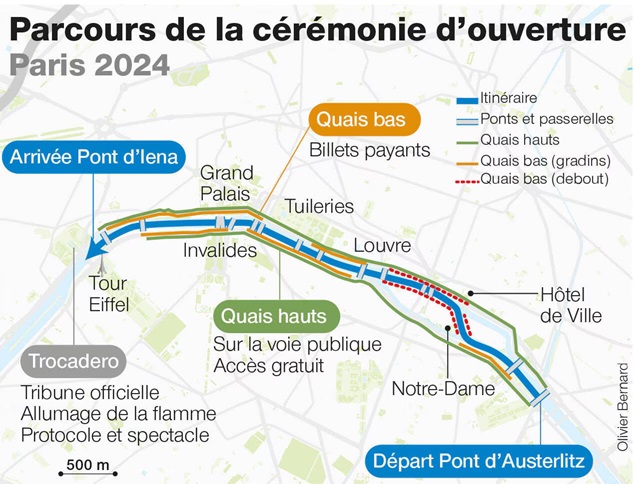 Parcours de la cérémonie d’ouverture
Paris 2024
Itinéraire
Ponts et passerelles
Quais hauts
Quais bas (gradins)
Quais bas (debout)
Quais bas
Billets payants
Arrivée Pont d’Iena
Grand
Palais
Tuileries
Invalides
Louvre
Tour
Eiffel
Quais hauts
Sur la voie publique
Accès gratuit
Hôtel
de Ville
Trocadero
Tribune officielle
Allumage de la flamme
Protocole et spectacle
Notre-Dame
Départ Pont d’Austerlitz
500 m
Olivier Bernard